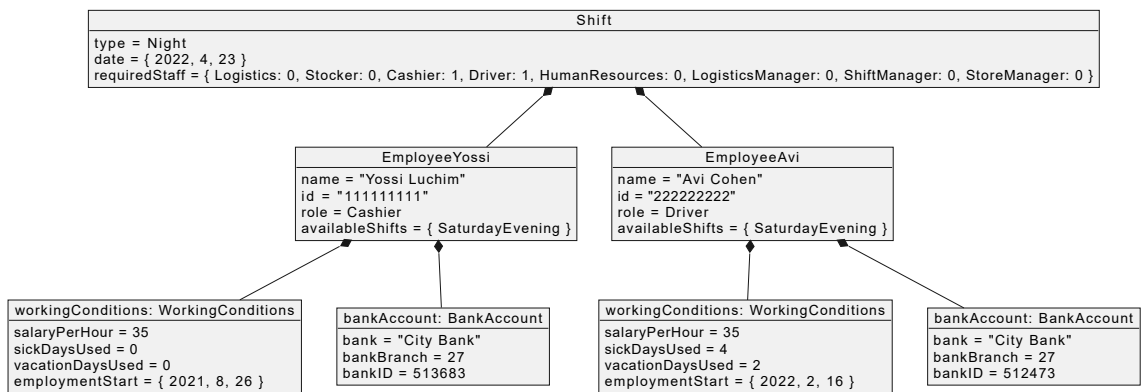 Shift
type = Night
date = { 2022, 4, 23 }
requiredStaff = { Logistics: 0, Stocker: 0, Cashier: 1, Driver: 1, HumanResources: 0, LogisticsManager: 0, ShiftManager: 0, StoreManager: 0 }
EmployeeYossi
name = "Yossi Luchim"
id = "111111111"
role = Cashier
availableShifts = { SaturdayEvening }
EmployeeAvi
name = "Avi Cohen"
id = "222222222"
role = Driver
availableShifts = { SaturdayEvening }
workingConditions: WorkingConditions
salaryPerHour = 35
sickDaysUsed = 0
vacationDaysUsed = 0
employmentStart = { 2021, 8, 26 }
bankAccount: BankAccount
bank = "City Bank"
bankBranch = 27
bankID = 513683
workingConditions: WorkingConditions
salaryPerHour = 35
sickDaysUsed = 4
vacationDaysUsed = 2
employmentStart = { 2022, 2, 16 }
bankAccount: BankAccount
bank = "City Bank"
bankBranch = 27
bankID = 512473